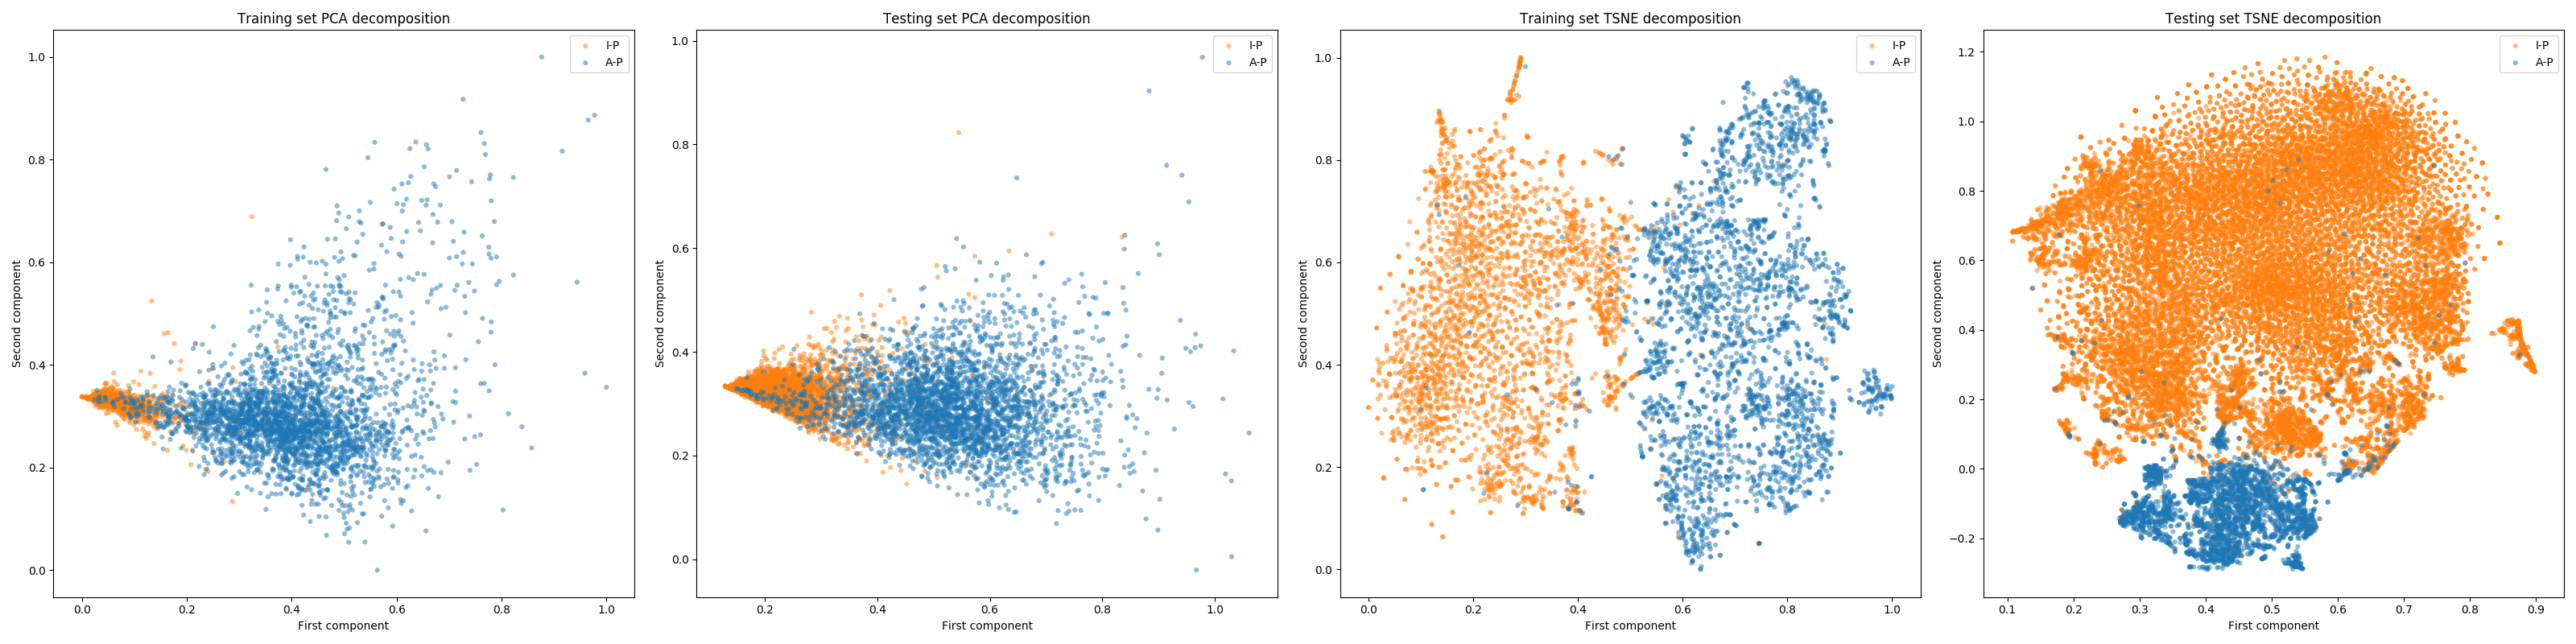 Training set PCA decomposition
I-P
A-P
1.0
0.8
0.6
0.4
0.2
0.0
Second component
0.0 0.2 0.4 0.6 0.8 1.0
First component
Testing set PCA decomposition
I-P
A-P
1.0
0.8
0.6
0.4
0.2
0.0
Second component
0.2 0.4 0.6 0.8 1.0
First component
Training set TSNE decomposition
I-P
A-P
1.0
0.8
0.6
0.4
0.2
0.0
Second component
0.0 0.2 0.4 0.6 0.8 1.0
First component
Testing set TSNE decomposition
I-P
A-P
1.2
1.0
0.8
0.6
0.4
0.2
0.0
−0.2
Second component
0.1 0.2 0.3 0.4 0.5 0.6 0.7 0.8 0.9
First component